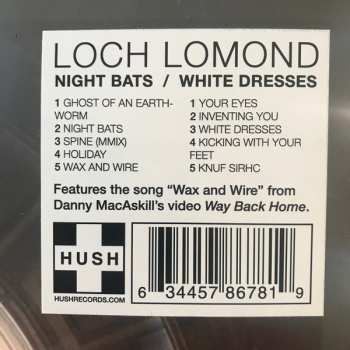 LOCH LOMOND
NIGHT BATS / WHITE DRESSES
1 GHOST OF AN EARTH-
WORM
2 NIGHT BATS
3 SPINE (MMIX)
4 HOLIDAY
5 WAX AND WIRE
1 YOUR EYES
2 INVENTING YOU
3 WHITE DRESSES
4 KICKING WITH YOUR
FEET
5 KNUF SIRHC
Features the song “Wax and Wire” from
Danny MacAskill’s video Way Back Home.
HUSH
HUSHRECORDS.COM
6 34457 86781 9